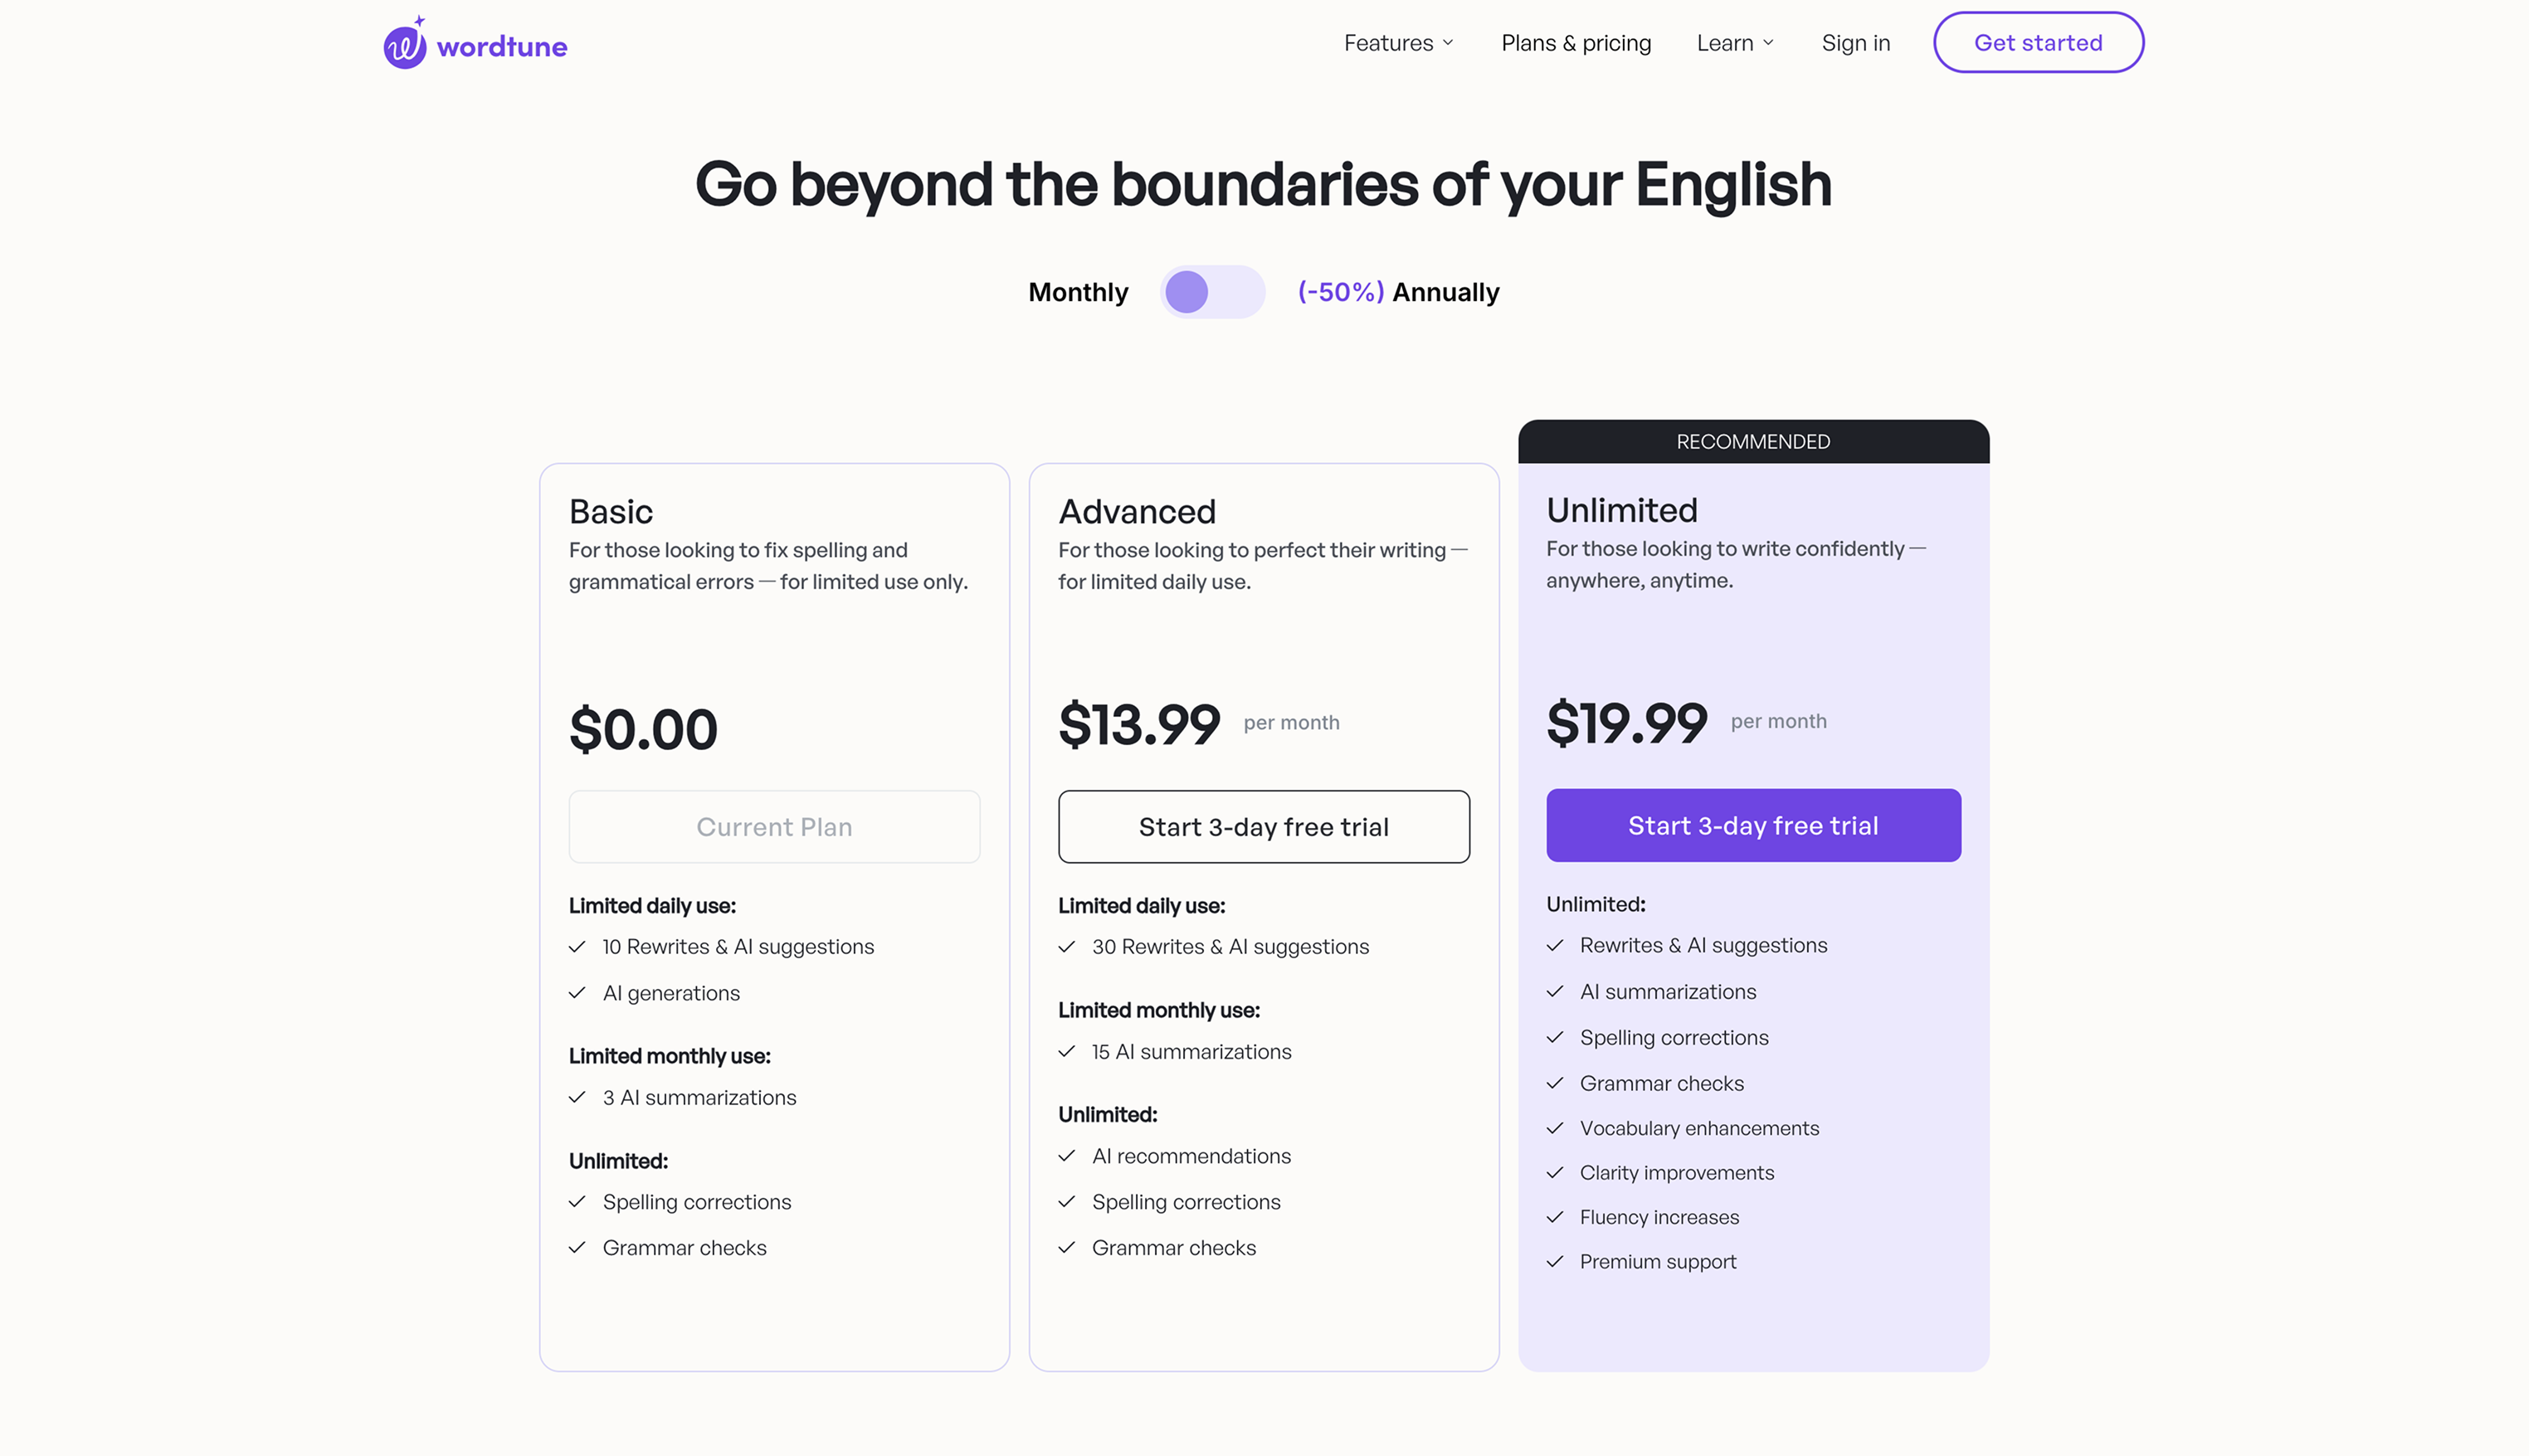 wordtune
Features
Plans & pricing
Learn
Sign in
Get started
Go beyond the boundaries of your English
Monthly
(-50%) Annually
Basic
For those looking to fix spelling and
grammatical errors — for limited use only.
$0.00
Current Plan
Limited daily use:
10 Rewrites & AI suggestions
AI generations
Limited monthly use:
3 AI summarizations
Unlimited:
Spelling corrections
Grammar checks
Advanced
For those looking to perfect their writing —
for limited daily use.
$13.99 per month
Start 3-day free trial
Limited daily use:
30 Rewrites & AI suggestions
Limited monthly use:
15 AI summarizations
Unlimited:
AI recommendations
Spelling corrections
Grammar checks
RECOMMENDED
Unlimited
For those looking to write confidently —
anywhere, anytime.
$19.99 per month
Start 3-day free trial
Unlimited:
Rewrites & AI suggestions
AI summarizations
Spelling corrections
Grammar checks
Vocabulary enhancements
Clarity improvements
Fluency increases
Premium support